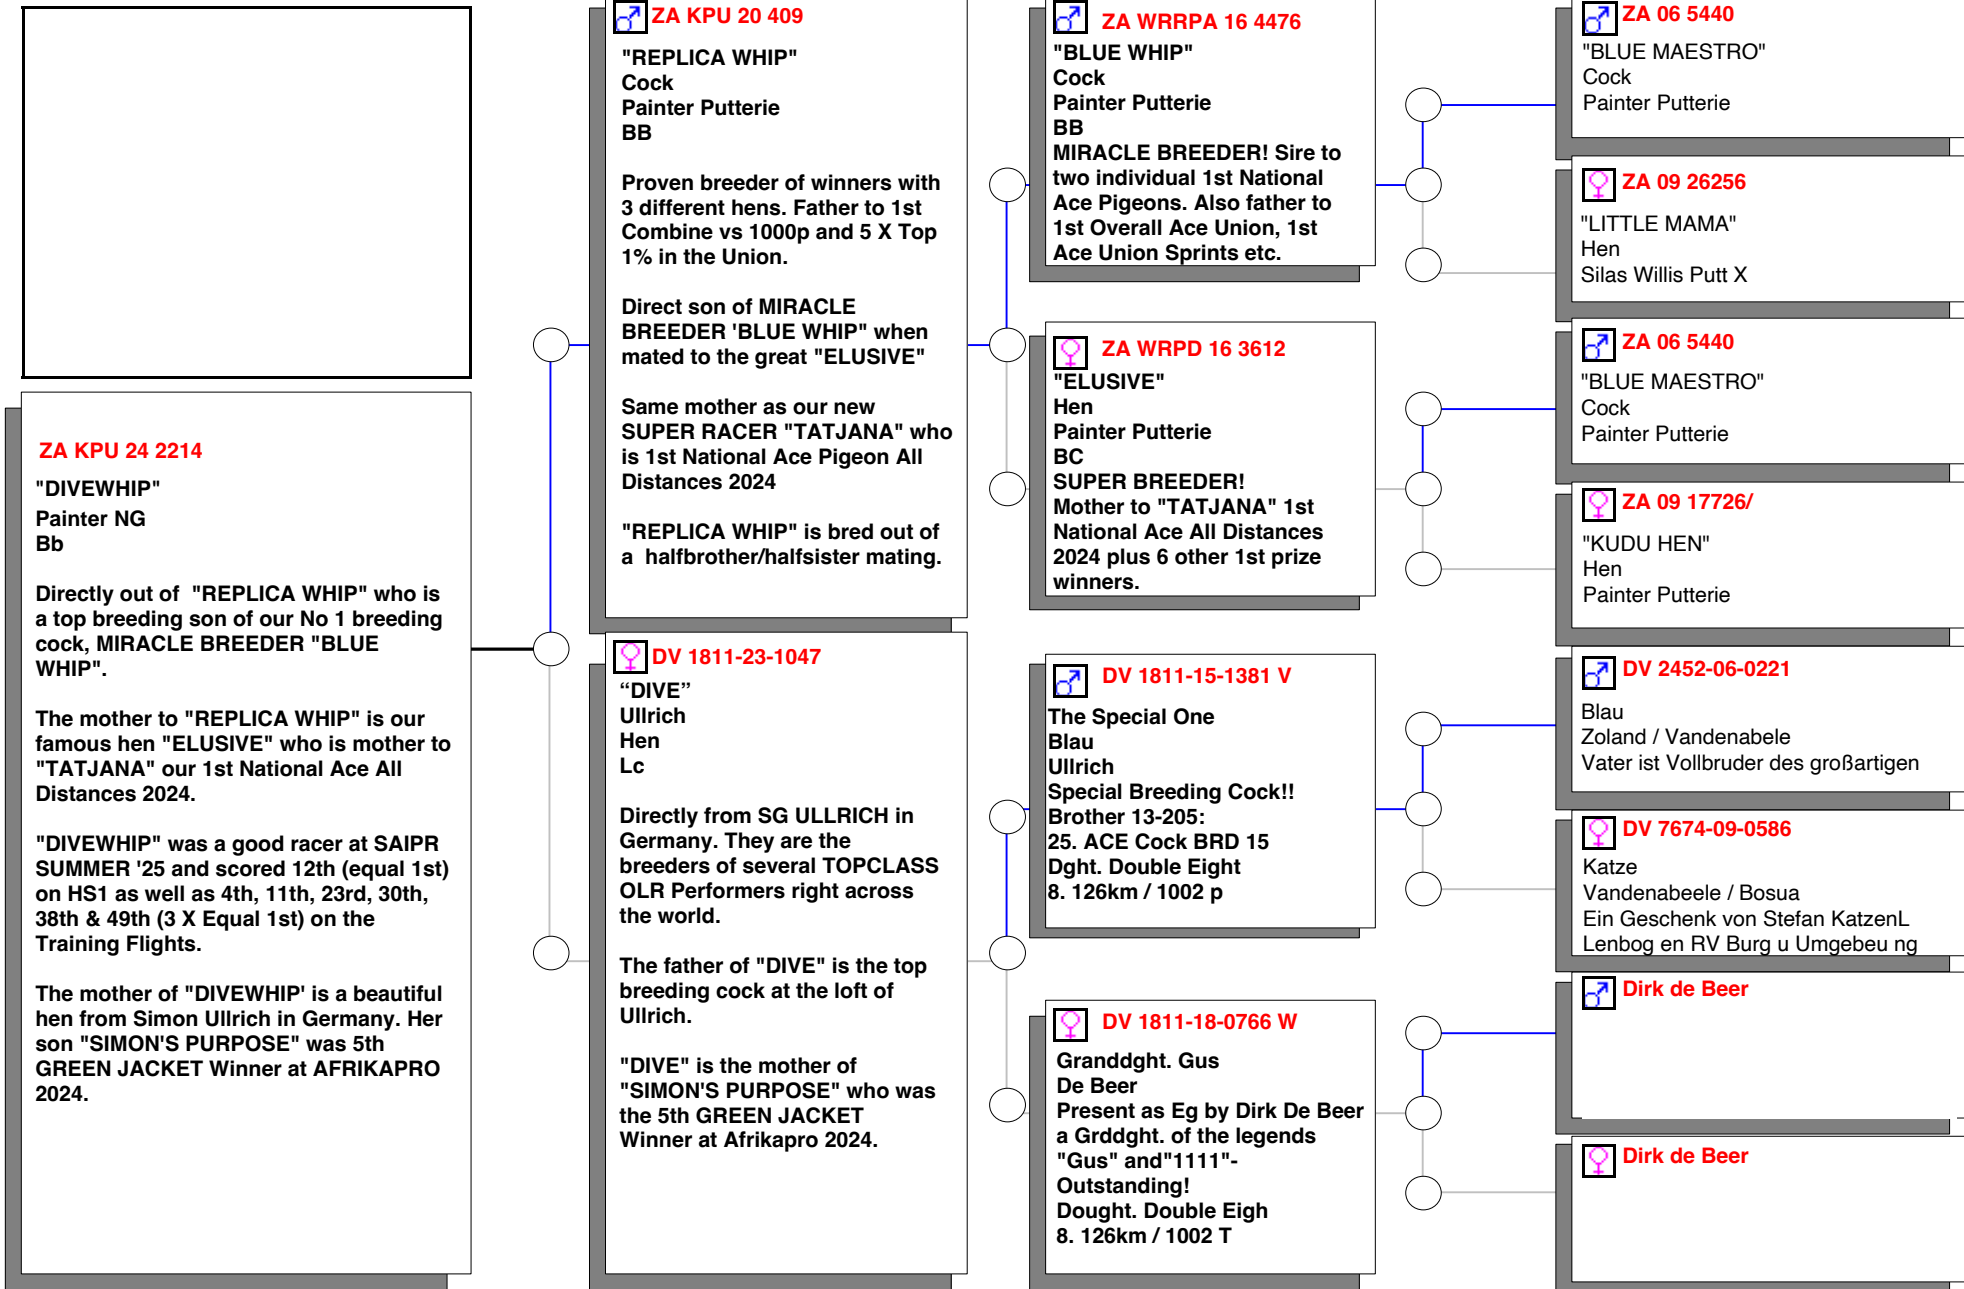 ZA KPU 24 2214
"DIVEWHIP"
Painter NG
Bb
Directly out of  "REPLICA WHIP" who is
a top breeding son of our No 1 breeding
cock, MIRACLE BREEDER "BLUE
WHIP".
The mother to "REPLICA WHIP" is our
famous hen "ELUSIVE" who is mother to
"TATJANA" our 1st National Ace All
Distances 2024.
"DIVEWHIP" was a good racer at SAIPR
SUMMER '25 and scored 12th (equal 1st)
on HS1 as well as 4th, 11th, 23rd, 30th,
38th & 49th (3 X Equal 1st) on the
Training Flights.
The mother of "DIVEWHIP' is a beautiful
hen from Simon Ullrich in Germany. Her
son "SIMON'S PURPOSE" was 5th
GREEN JACKET Winner at AFRIKAPRO
2024.
ZA KPU 20 409
"REPLICA WHIP"
Cock
Painter Putterie
BB
Proven breeder of winners with
3 different hens. Father to 1st
Combine vs 1000p and 5 X Top
1% in the Union.
Direct son of MIRACLE
BREEDER 'BLUE WHIP" when
mated to the great "ELUSIVE"
Same mother as our new
SUPER RACER "TATJANA" who
is 1st National Ace Pigeon All
Distances 2024
"REPLICA WHIP" is bred out of
a  halfbrother/halfsister mating.
DV 1811-23-1047
“DIVE”
Ullrich
Hen
Lc
Directly from SG ULLRICH in
Germany. They are the
breeders of several TOPCLASS
OLR Performers right across
the world.
The father of "DIVE" is the top
breeding cock at the loft of
Ullrich.
"DIVE" is the mother of
"SIMON'S PURPOSE" who was
the 5th GREEN JACKET
Winner at Afrikapro 2024.
ZA WRRPA 16 4476
"BLUE WHIP"
Cock
Painter Putterie
BB
MIRACLE BREEDER! Sire to
two individual 1st National
Ace Pigeons. Also father to
1st Overall Ace Union, 1st
Ace Union Sprints etc.
ZA WRPD 16 3612
"ELUSIVE"
Hen
Painter Putterie
BC
SUPER BREEDER!
Mother to "TATJANA" 1st
National Ace All Distances
2024 plus 6 other 1st prize
winners.
DV 1811-15-1381 V
The Special One
Blau
Ullrich
Special Breeding Cock!!
Brother 13-205:
25. ACE Cock BRD 15
Dght. Double Eight
8. 126km / 1002 p
DV 1811-18-0766 W
Granddght. Gus
De Beer
Present as Eg by Dirk De Beer
a Grddght. of the legends
"Gus" and"1111"-
Outstanding!
Dought. Double Eigh
8. 126km / 1002 T
ZA 06 5440
"BLUE MAESTRO"
Cock
Painter Putterie
ZA 09 26256
"LITTLE MAMA"
Hen
Silas Willis Putt X
ZA 06 5440
"BLUE MAESTRO"
Cock
Painter Putterie
ZA 09 17726/
"KUDU HEN"
Hen
Painter Putterie
DV 2452-06-0221
Blau
Zoland / Vandenabele
Vater ist Vollbruder des großartigen
DV 7674-09-0586
Katze
Vandenabeele / Bosua
Ein Geschenk von Stefan KatzenL
Lenbog en RV Burg u Umgebeu ng
Dirk de Beer
Dirk de Beer